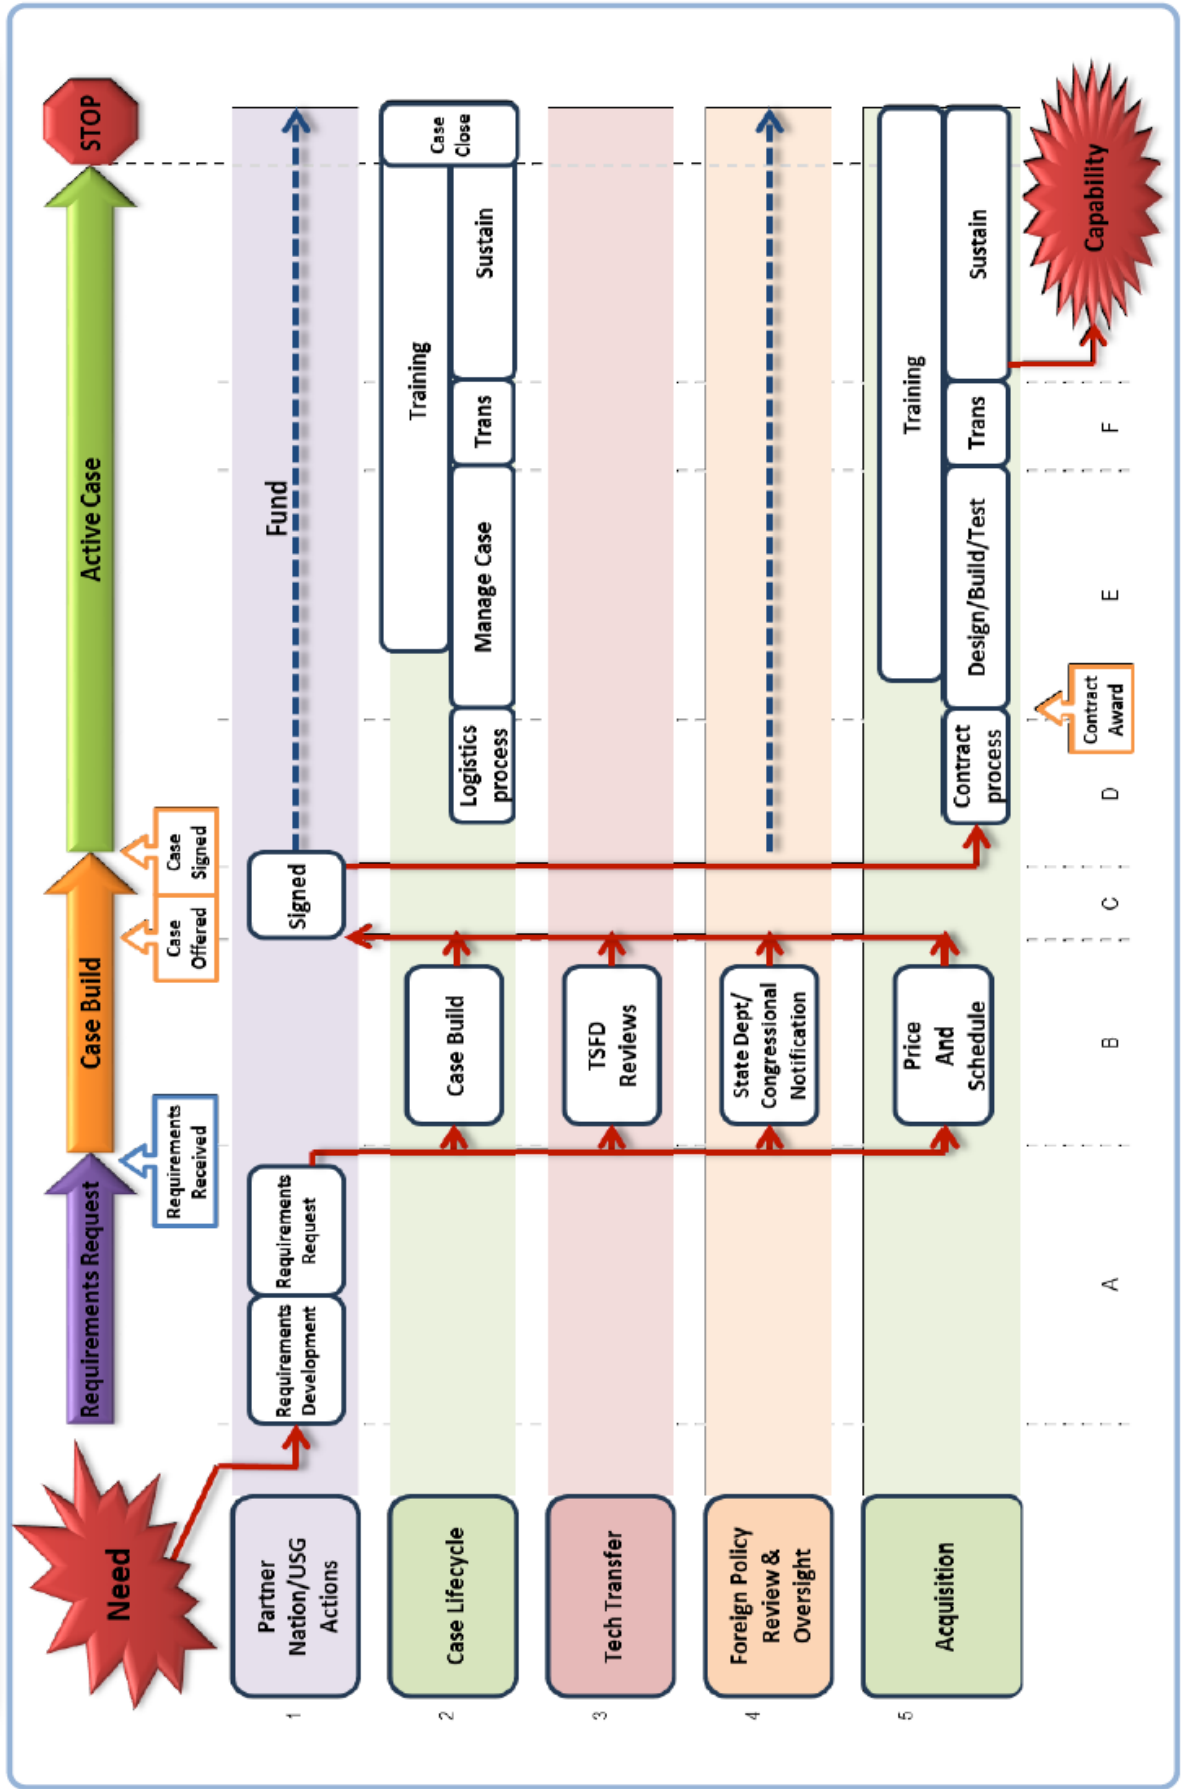 Requirements Request
Case Build
Active Case
STOP
Need
Requirements
Received
Case
Offered
Case
Signed
1
Partner
Nation/USG
Actions
Requirements
Development
Requirements
Request
Signed
Fund
2
Case Lifecycle
Case Build
Logistics
process
Manage Case
Trans
Sustain
Training
Case
Close
3
Tech Transfer
TSFD
Reviews
4
Foreign Policy
Review &
Oversight
State Dept/
Congressional
Notification
5
Acquisition
Price
And
Schedule
Contract
process
Design/Build/Test
Trans
Sustain
Training
Contract
Award
Capability
A
B
C
D
E
F